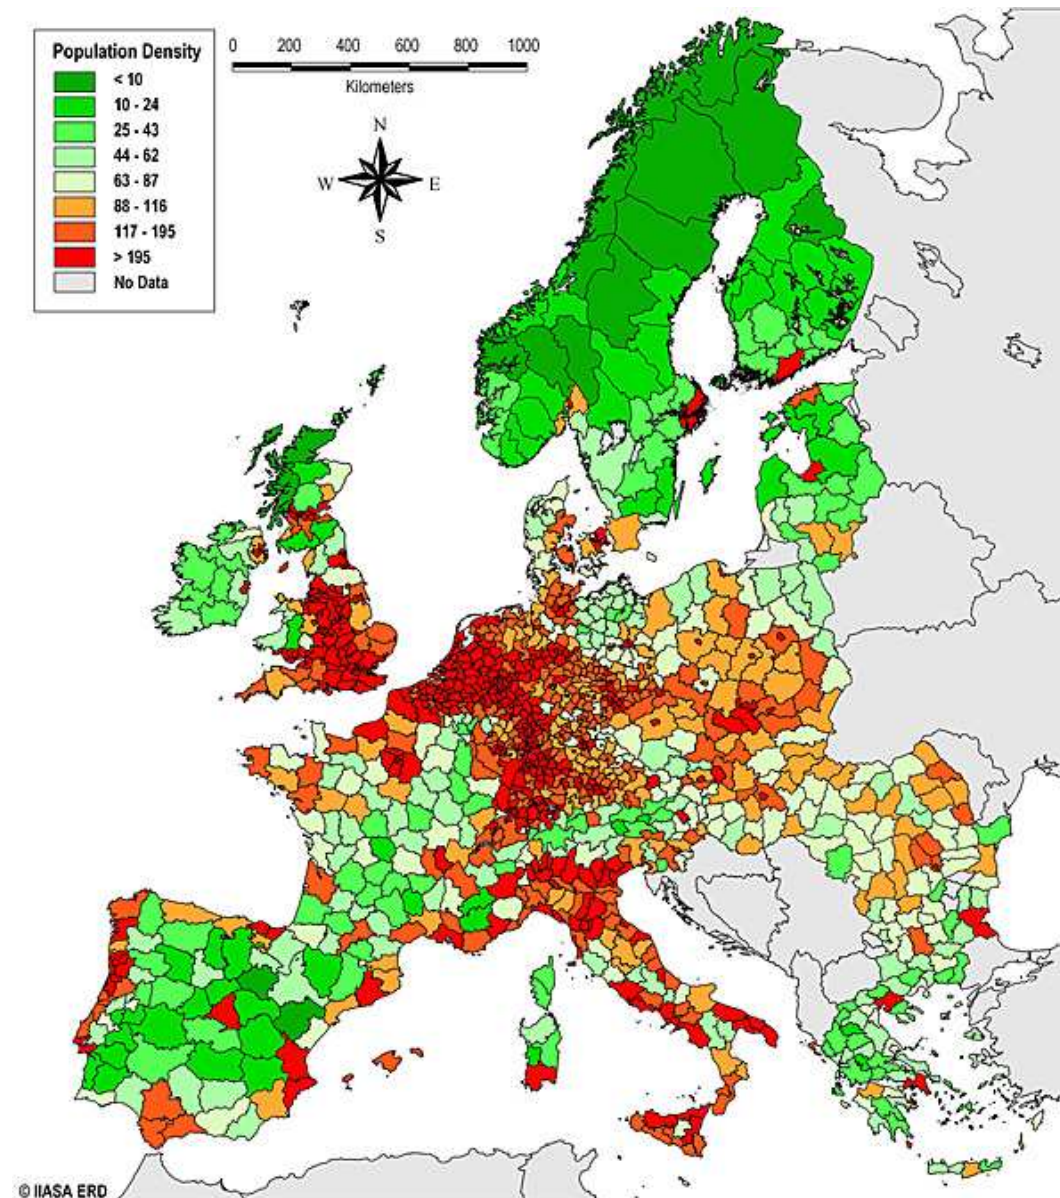 Population Density
< 10
10 - 24
25 - 43
44 - 62
63 - 87
88 - 116
117 - 195
> 195
No Data
0 200 400 600 800 1000
Kilometers
N
W E
S
© IIASA ERD